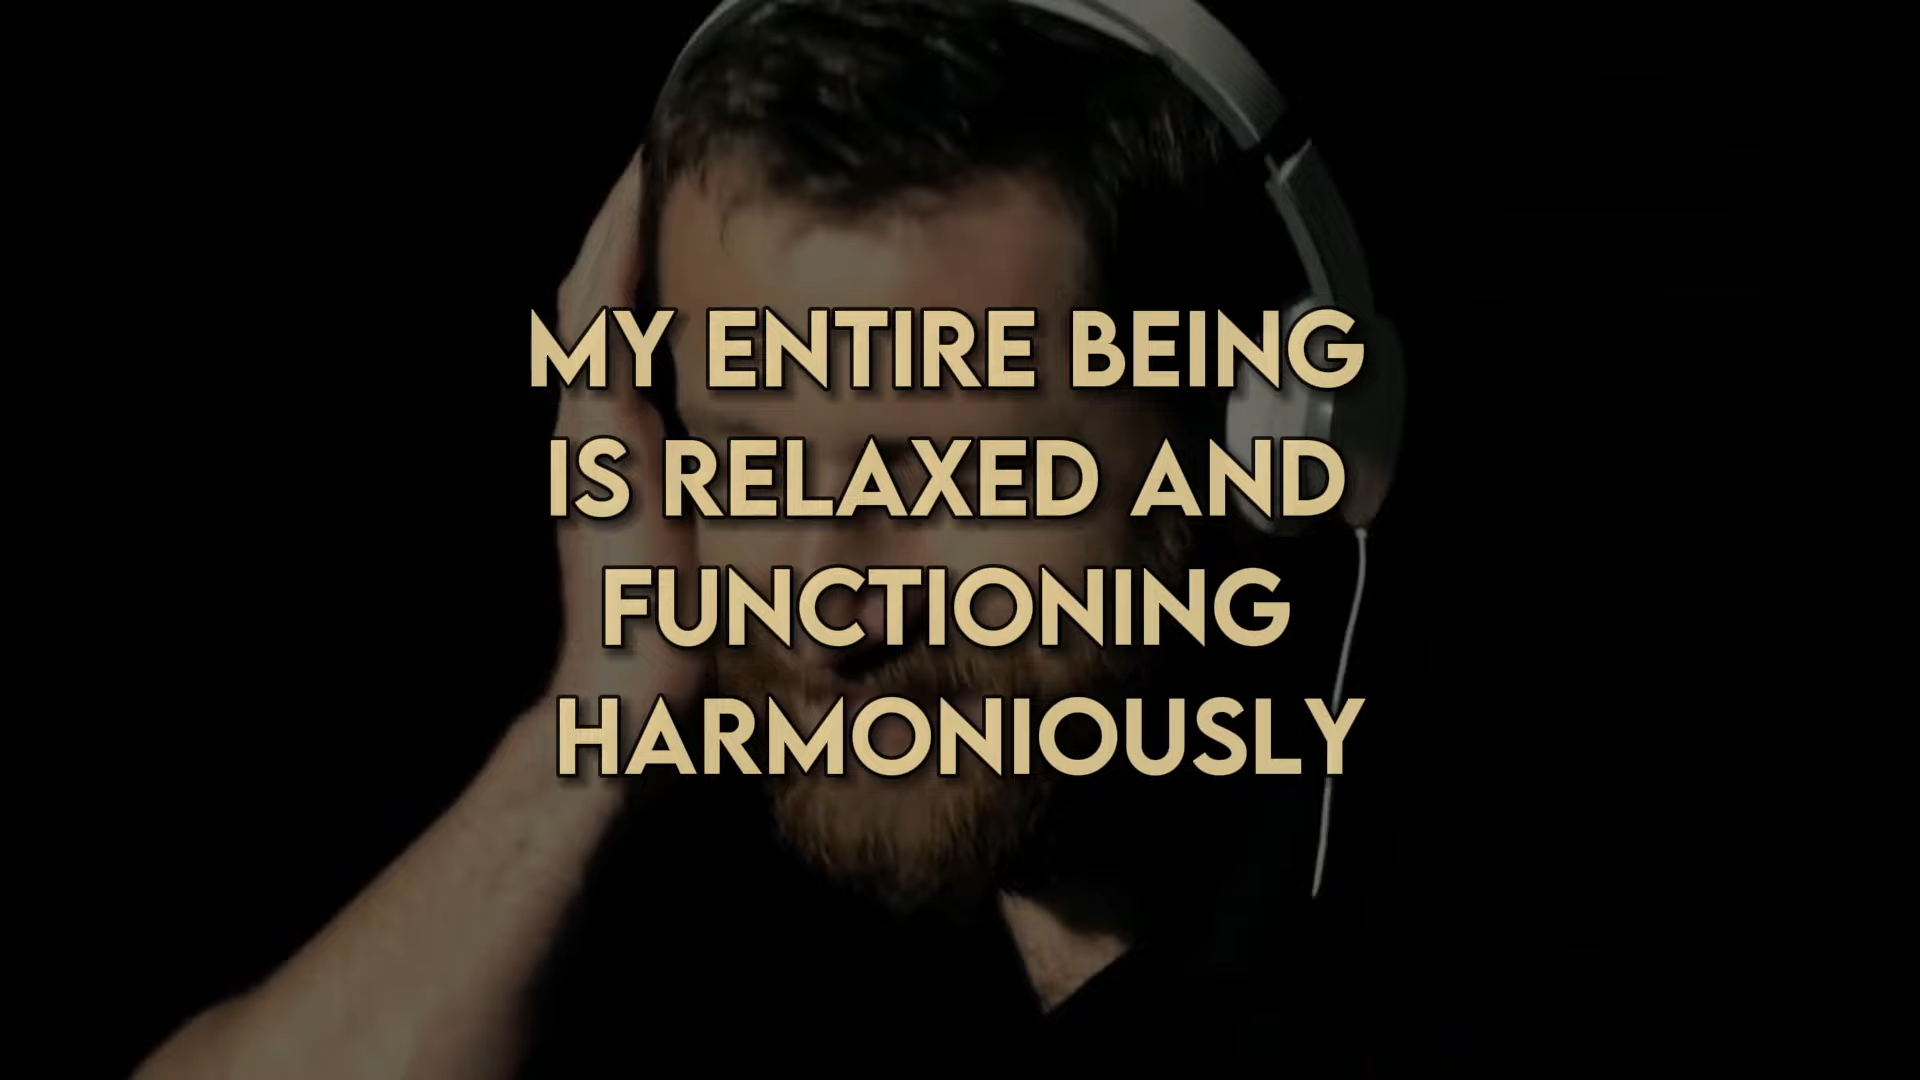 MY ENTIRE BEING
IS RELAXED AND
FUNCTIONING
HARMONIOUSLY